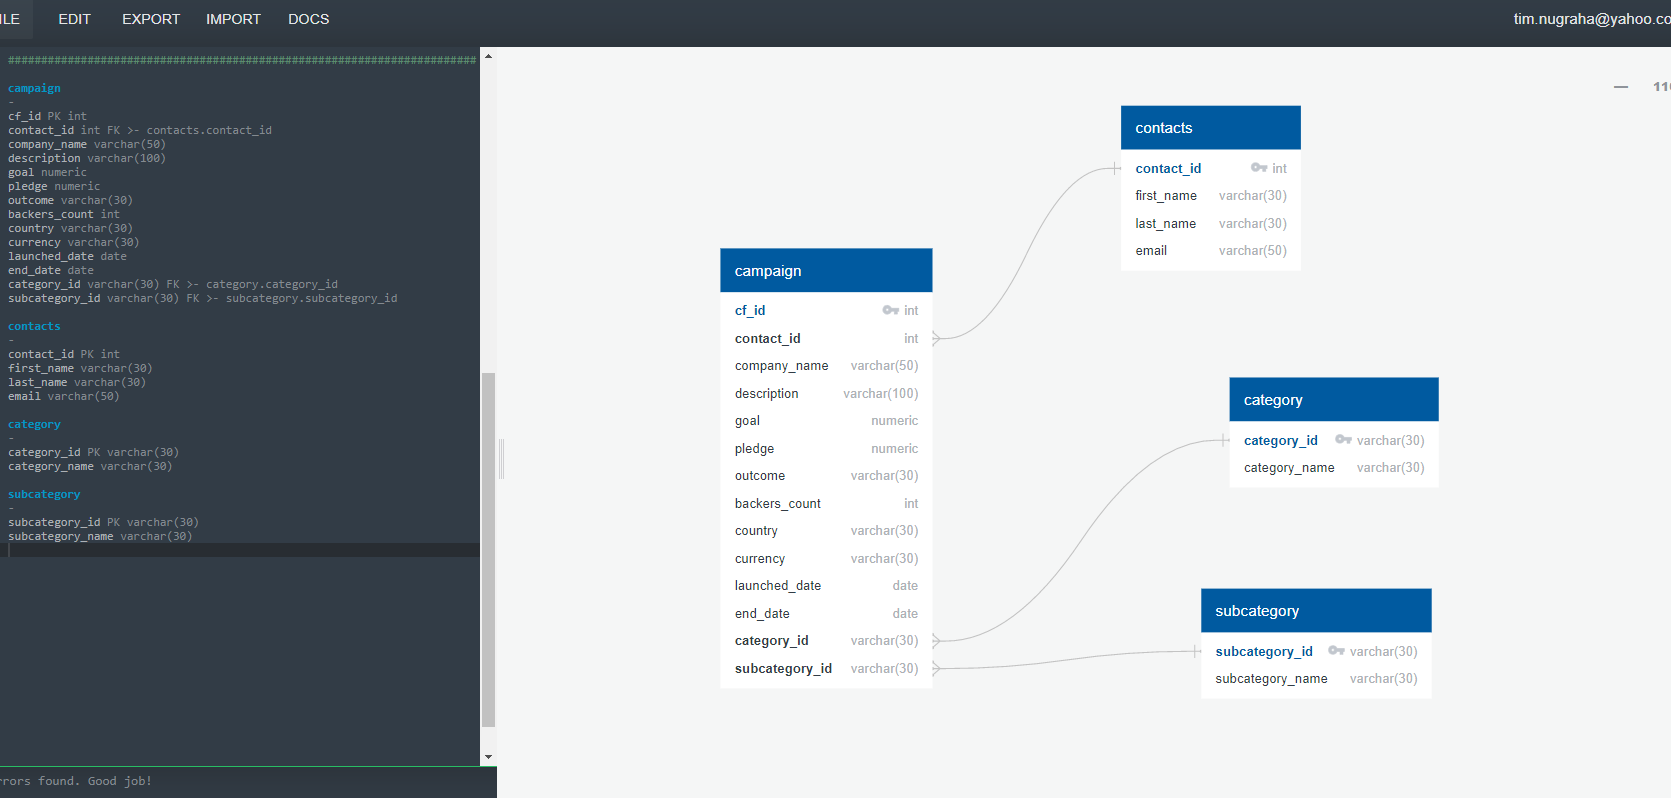 ILE EDIT EXPORT IMPORT DOCS tim.nugraha@yahoo.co
#######################################################################
campaign
-
cf_id PK int
contact_id int FK >- contacts.contact_id
company_name varchar(50)
description varchar(100)
goal numeric
pledge numeric
outcome varchar(30)
backers_count int
country varchar(30)
currency varchar(30)
launched_date date
end_date date
category_id varchar(30) FK >- category.category_id
subcategory_id varchar(30) FK >- subcategory.subcategory_id
contacts
-
contact_id PK int
first_name varchar(30)
last_name varchar(30)
email varchar(50)
category
-
category_id PK varchar(30)
category_name varchar(30)
subcategory
-
subcategory_id PK varchar(30)
subcategory_name varchar(30)
rrors found. Good job!
110
campaign
cf_id int
contact_id int
company_name varchar(50)
description varchar(100)
goal numeric
pledge numeric
outcome varchar(30)
backers_count int
country varchar(30)
currency varchar(30)
launched_date date
end_date date
category_id varchar(30)
subcategory_id varchar(30)
contacts
contact_id int
first_name varchar(30)
last_name varchar(30)
email varchar(50)
category
category_id varchar(30)
category_name varchar(30)
subcategory
subcategory_id varchar(30)
subcategory_name varchar(30)